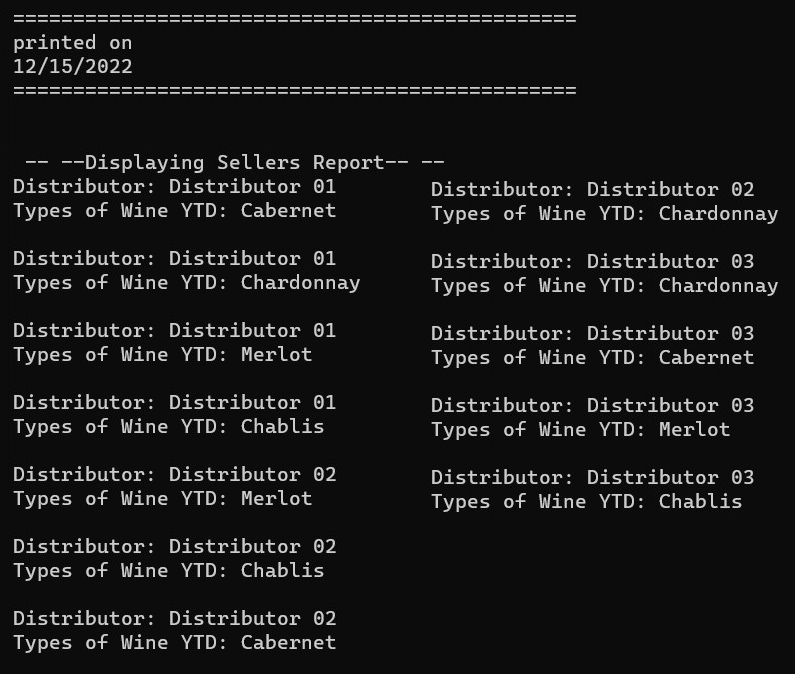 ===============================================
printed on
12/15/2022
===============================================
-- --Displaying Sellers Report-- --
Distributor: Distributor 01
Types of Wine YTD: Cabernet
Distributor: Distributor 01
Types of Wine YTD: Chardonnay
Distributor: Distributor 01
Types of Wine YTD: Merlot
Distributor: Distributor 01
Types of Wine YTD: Chablis
Distributor: Distributor 02
Types of Wine YTD: Merlot
Distributor: Distributor 02
Types of Wine YTD: Chablis
Distributor: Distributor 02
Types of Wine YTD: Cabernet
Distributor: Distributor 02
Types of Wine YTD: Chardonnay
Distributor: Distributor 03
Types of Wine YTD: Chardonnay
Distributor: Distributor 03
Types of Wine YTD: Cabernet
Distributor: Distributor 03
Types of Wine YTD: Merlot
Distributor: Distributor 03
Types of Wine YTD: Chablis